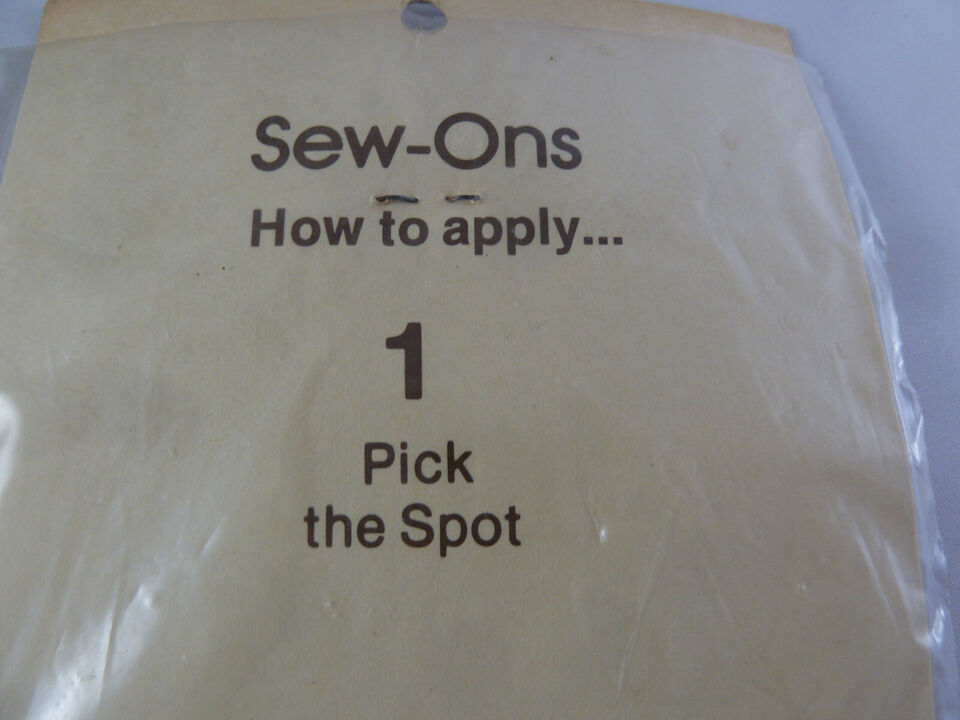 Sew-Ons
How to apply...
1
Pick
the Spot